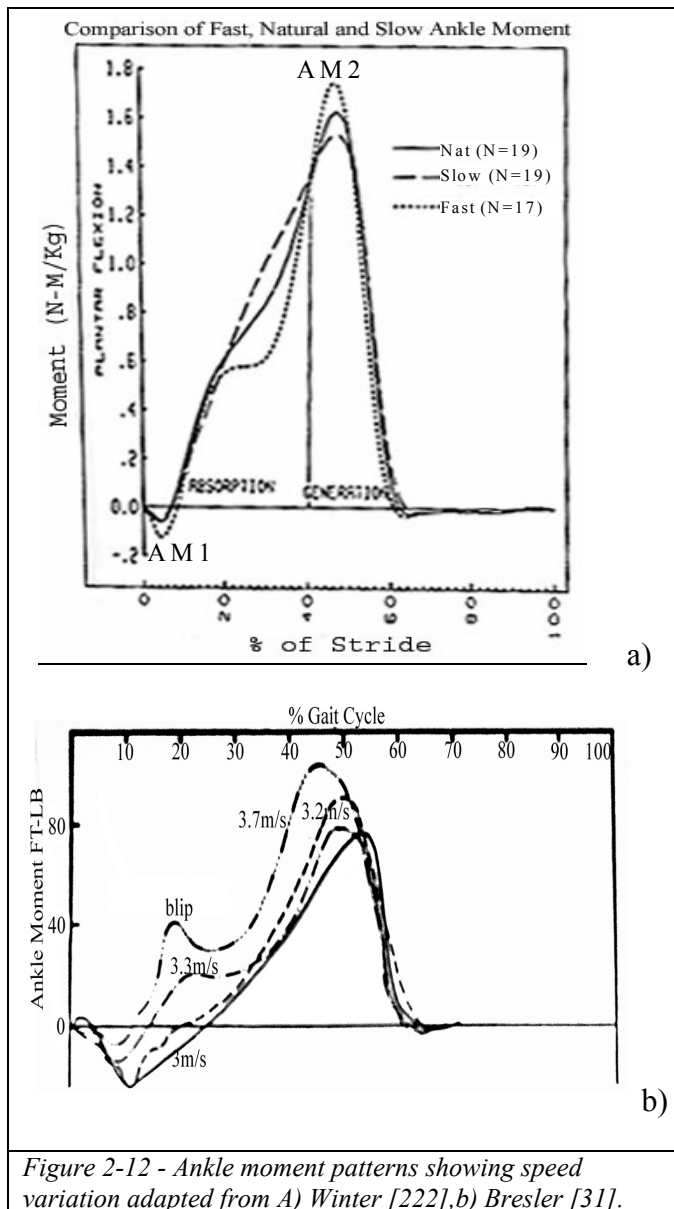 Comparison of Fast, Natural and Slow Ankle Moment
AM2
1.8
1.6
1.4
1.2
1.0
.8
.6
.4
.2
0.0
-.2
Moment (N-M/Kg)
PLANTAR FLEXION
Nat (N=19)
Slow (N=19)
Fast (N=17)
ABSORPTION
GENERATION
AM1
0
20
40
60
80
100
% of Stride
a)
% Gait Cycle
10 20 30 40 50 60 70 80 90 100
Ankle Moment FT-LB
80
40
0
3.7m/s
3.2m/s
blip
3.3m/s
3m/s
b)
Figure 2-12 - Ankle moment patterns showing speed
variation adapted from A) Winter [222],b) Bresler [31].